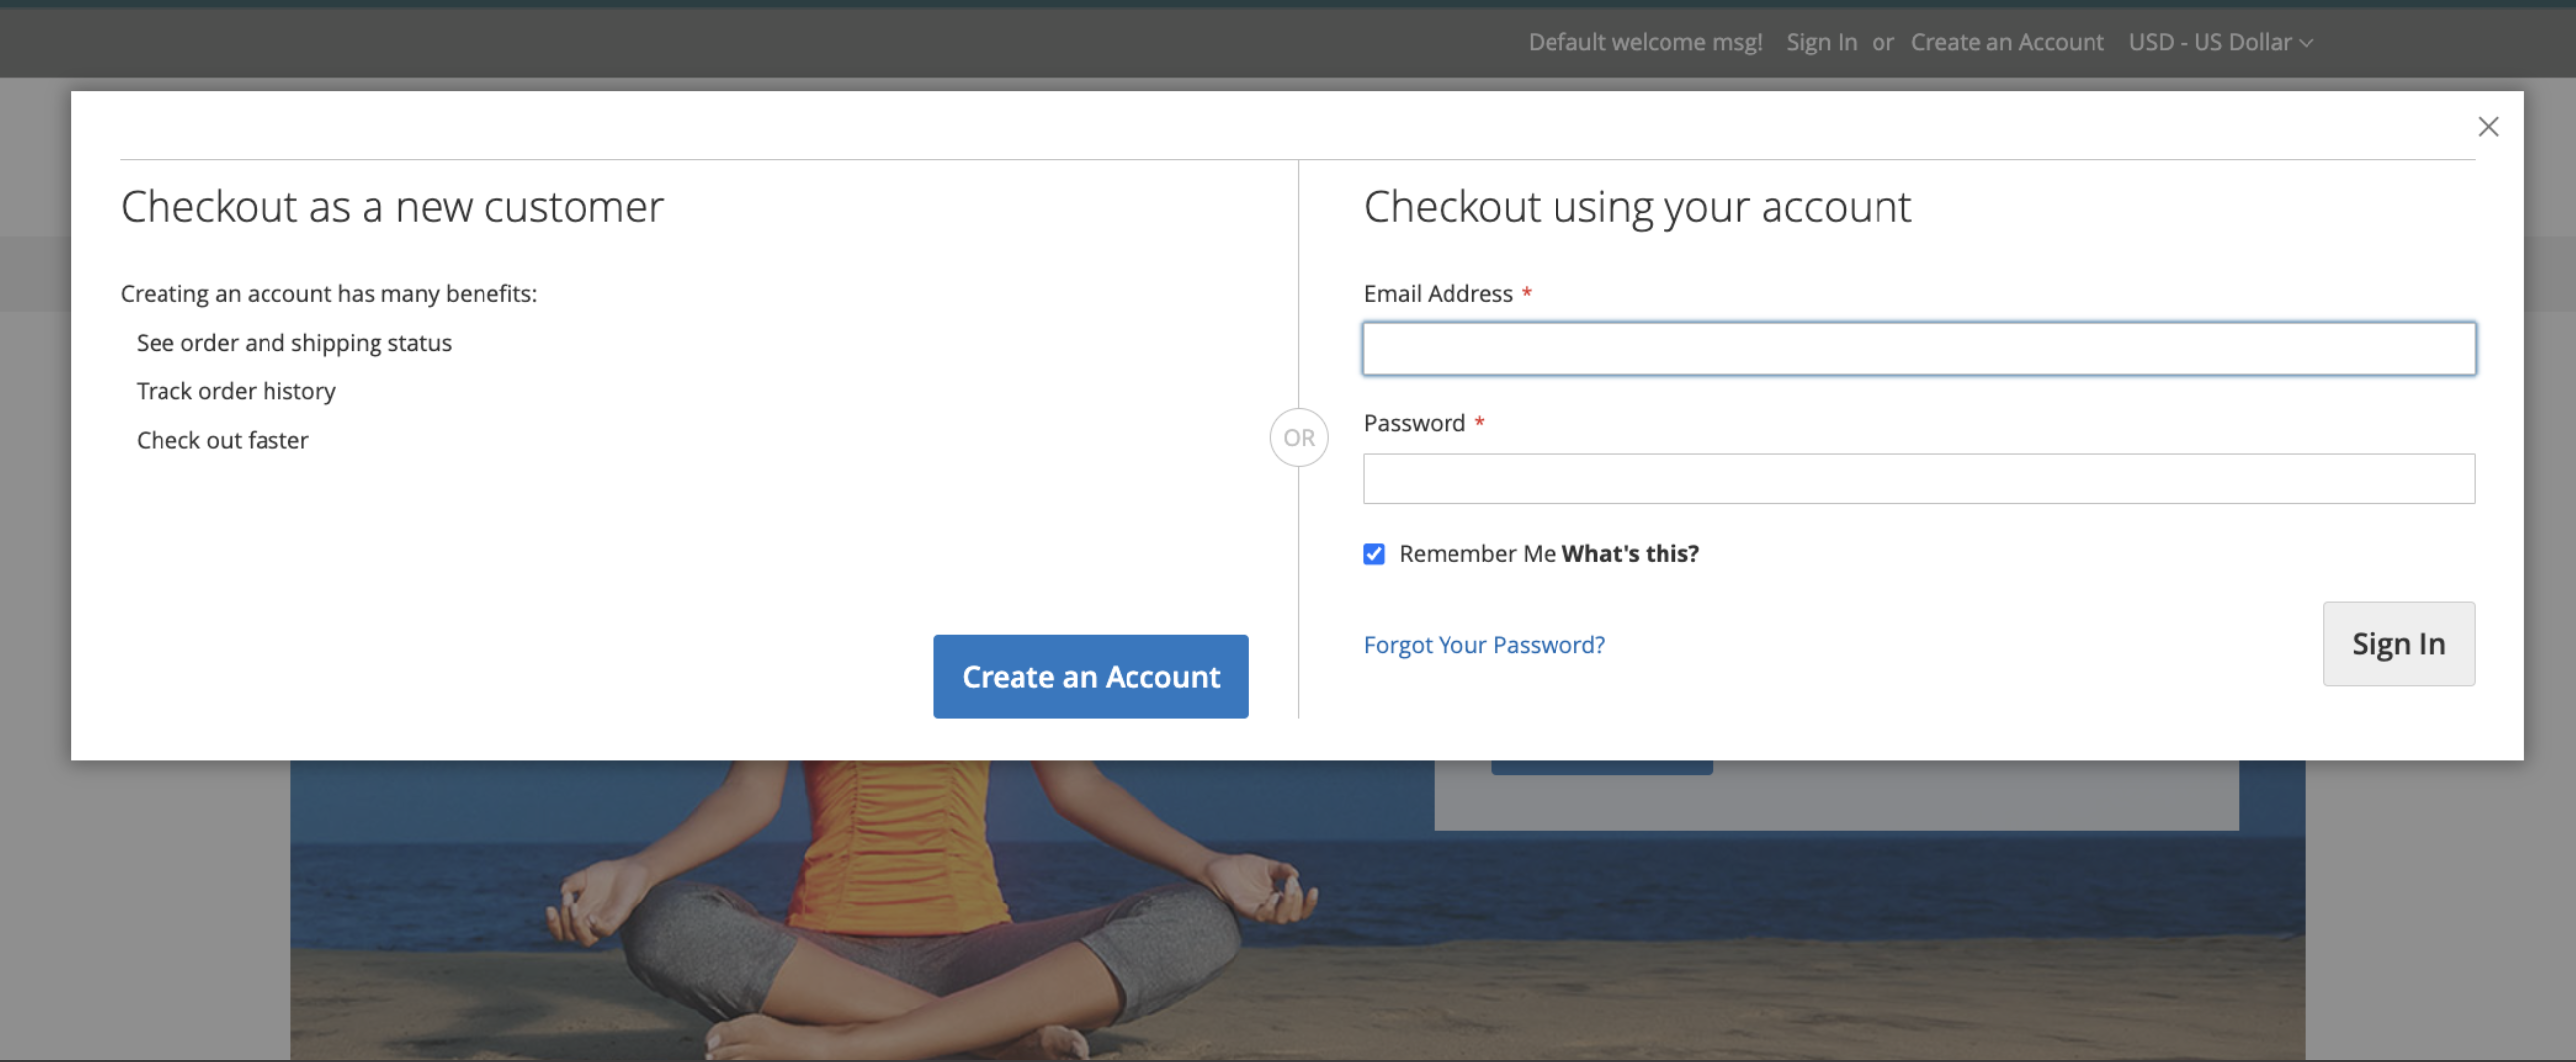 Default welcome msg! Sign In or Create an Account USD - US Dollar
Checkout as a new customer
Creating an account has many benefits:
See order and shipping status
Track order history
Check out faster
Create an Account
OR
Checkout using your account
Email Address *
Password *
Remember Me What's this?
Forgot Your Password?
Sign In